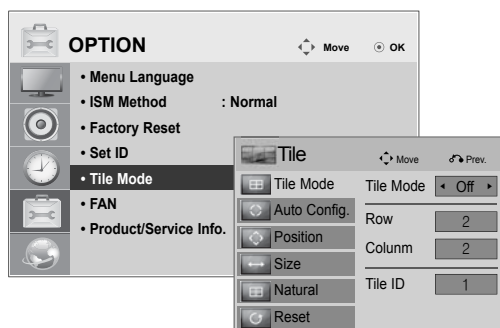 OPTION
Move
OK
• Menu Language
• ISM Method : Normal
• Factory Reset
• Set ID
• Tile Mode
• FAN
• Product/Service Info.
Tile
Move
Prev.
Tile Mode
Auto Config.
Position
Size
Natural
Reset
Tile Mode Off
Row 2
Colunm 2
Tile ID 1